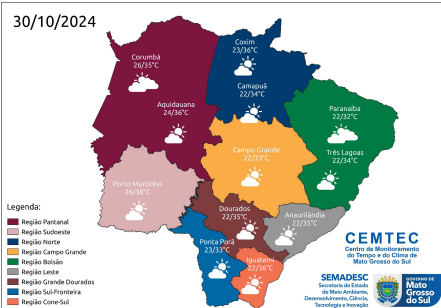 30/10/2024
Corumbá
26/35°C
Coxim
23/36°C
Camapuã
22/34°C
Aquidauana
24/36°C
Paranaíba
22/32°C
Campo Grande
22/33°C
Três Lagoas
22/34°C
Porto Murtinho
26/38°C
Dourados
22/35°C
Anaurilândia
22/35°C
Ponta Porã
23/33°C
Iguatemi
22/36°C
Legenda:
Região Pantanal
Região Sudoeste
Região Norte
Região Campo Grande
Região Bolsão
Região Leste
Região Grande Dourados
Região Sul-Fronteira
Região Cone-Sul
CEMTEC
Centro de Monitoramento
do Tempo e do Clima de
Mato Grosso do Sul
SEMADESC
Secretaria de Estado
de Meio Ambiente,
Desenvolvimento, Ciência,
Tecnologia e Inovação
GOVERNO DE
Mato
Grosso
do Sul